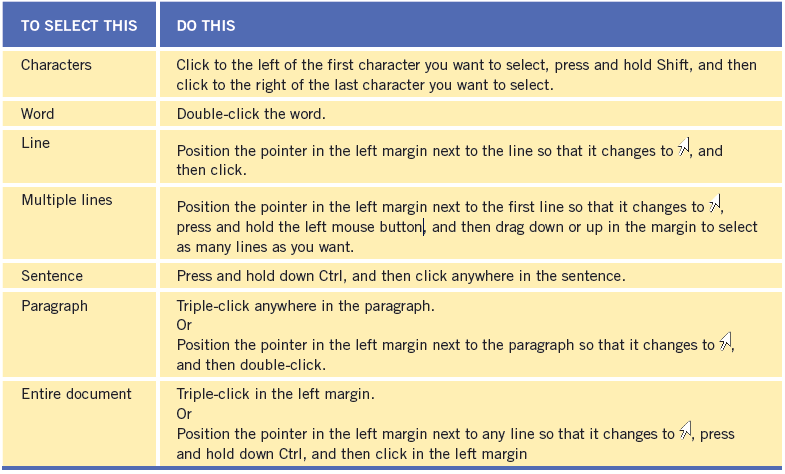 TO SELECT THIS DO THIS
Characters Click to the left of the first character you want to select, press and hold Shift, and then
click to the right of the last character you want to select.
Word Double-click the word.
Line Position the pointer in the left margin next to the line so that it changes to , and
then click.
Multiple lines Position the pointer in the left margin next to the first line so that it changes to ,
press and hold the left mouse button, and then drag down or up in the margin to select
as many lines as you want.
Sentence Press and hold down Ctrl, and then click anywhere in the sentence.
Paragraph Triple-click anywhere in the paragraph.
Or
Position the pointer in the left margin next to the paragraph so that it changes to ,
and then double-click.
Entire document Triple-click in the left margin.
Or
Position the pointer in the left margin next to any line so that it changes to , press
and hold down Ctrl, and then click in the left margin